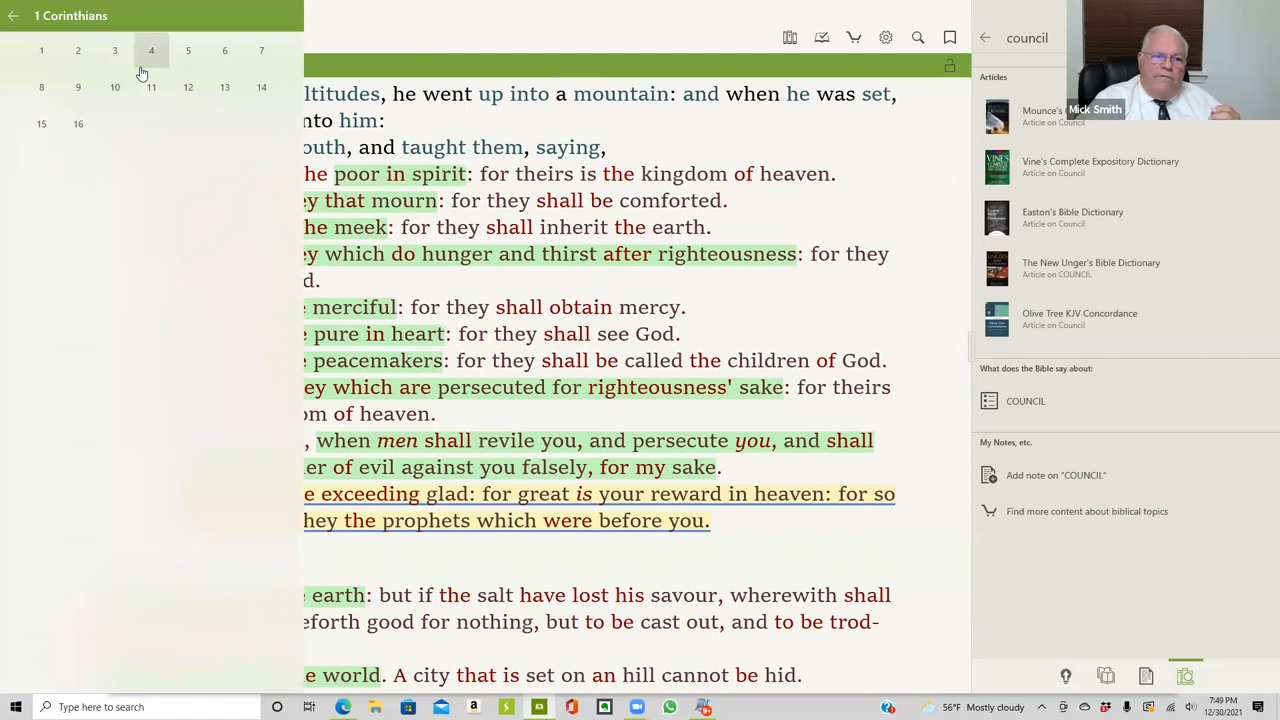 1 Corinthians
1 2 3 4 5 6 7
8 9 10 11 12 13 14
15 16
ltitudes, he went up into a mountain: and when he was set,
nto him:
outh, and taught them, saying,
he poor in spirit: for theirs is the kingdom of heaven.
ey that mourn: for they shall be comforted.
he meek: for they shall inherit the earth.
ey which do hunger and thirst after righteousness: for they
d.
e merciful: for they shall obtain mercy.
e pure in heart: for they shall see God.
e peacemakers: for they shall be called the children of God.
ey which are persecuted for righteousness' sake: for theirs
om of heaven.
, when men shall revile you, and persecute you, and shall
er of evil against you falsely, for my sake.
e exceeding glad: for great is your reward in heaven: for so
hey the prophets which were before you.
e earth: but if the salt have lost his savour, wherewith shall
eforth good for nothing, but to be cast out, and to be trod-
e world. A city that is set on an hill cannot be hid.
council
Articles
Mounce's
Article on Council
Mick Smith
Vine's Complete Expository Dictionary
Article on Council
Easton's Bible Dictionary
Article on Council
The New Unger's Bible Dictionary
Article on COUNCIL
Olive Tree KJV Concordance
Article on Council
What does the Bible say about:
COUNCIL
My Notes, etc.
Add note on "COUNCIL"
Find more content about biblical topics
Type here to search
56°F Mostly cloudy
7:49 PM
12/30/2021